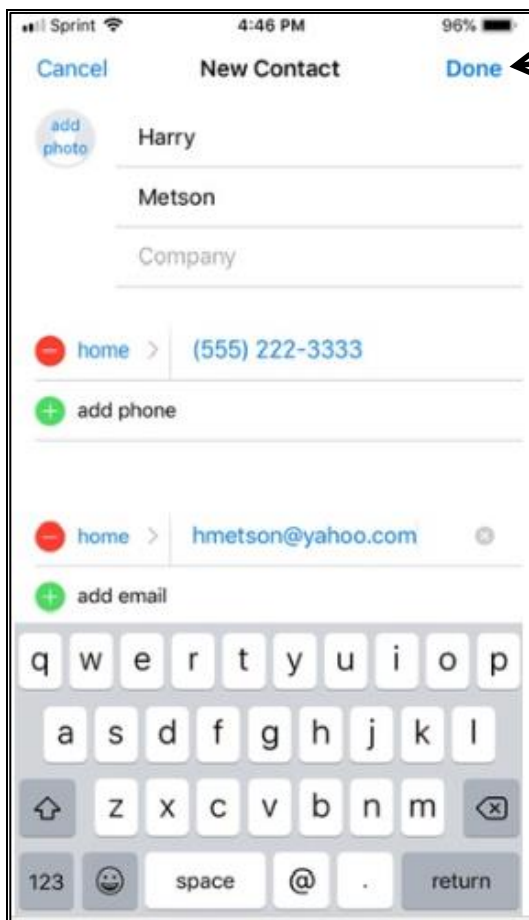 Sprint 4:46 PM 96%
Cancel New Contact Done
add
photo
Harry
Metson
Company
home > (555) 222-3333
add phone
home > hmetson@yahoo.com
add email
q w e r t y u i o p
a s d f g h j k l
z x c v b n m
123 space @ . return